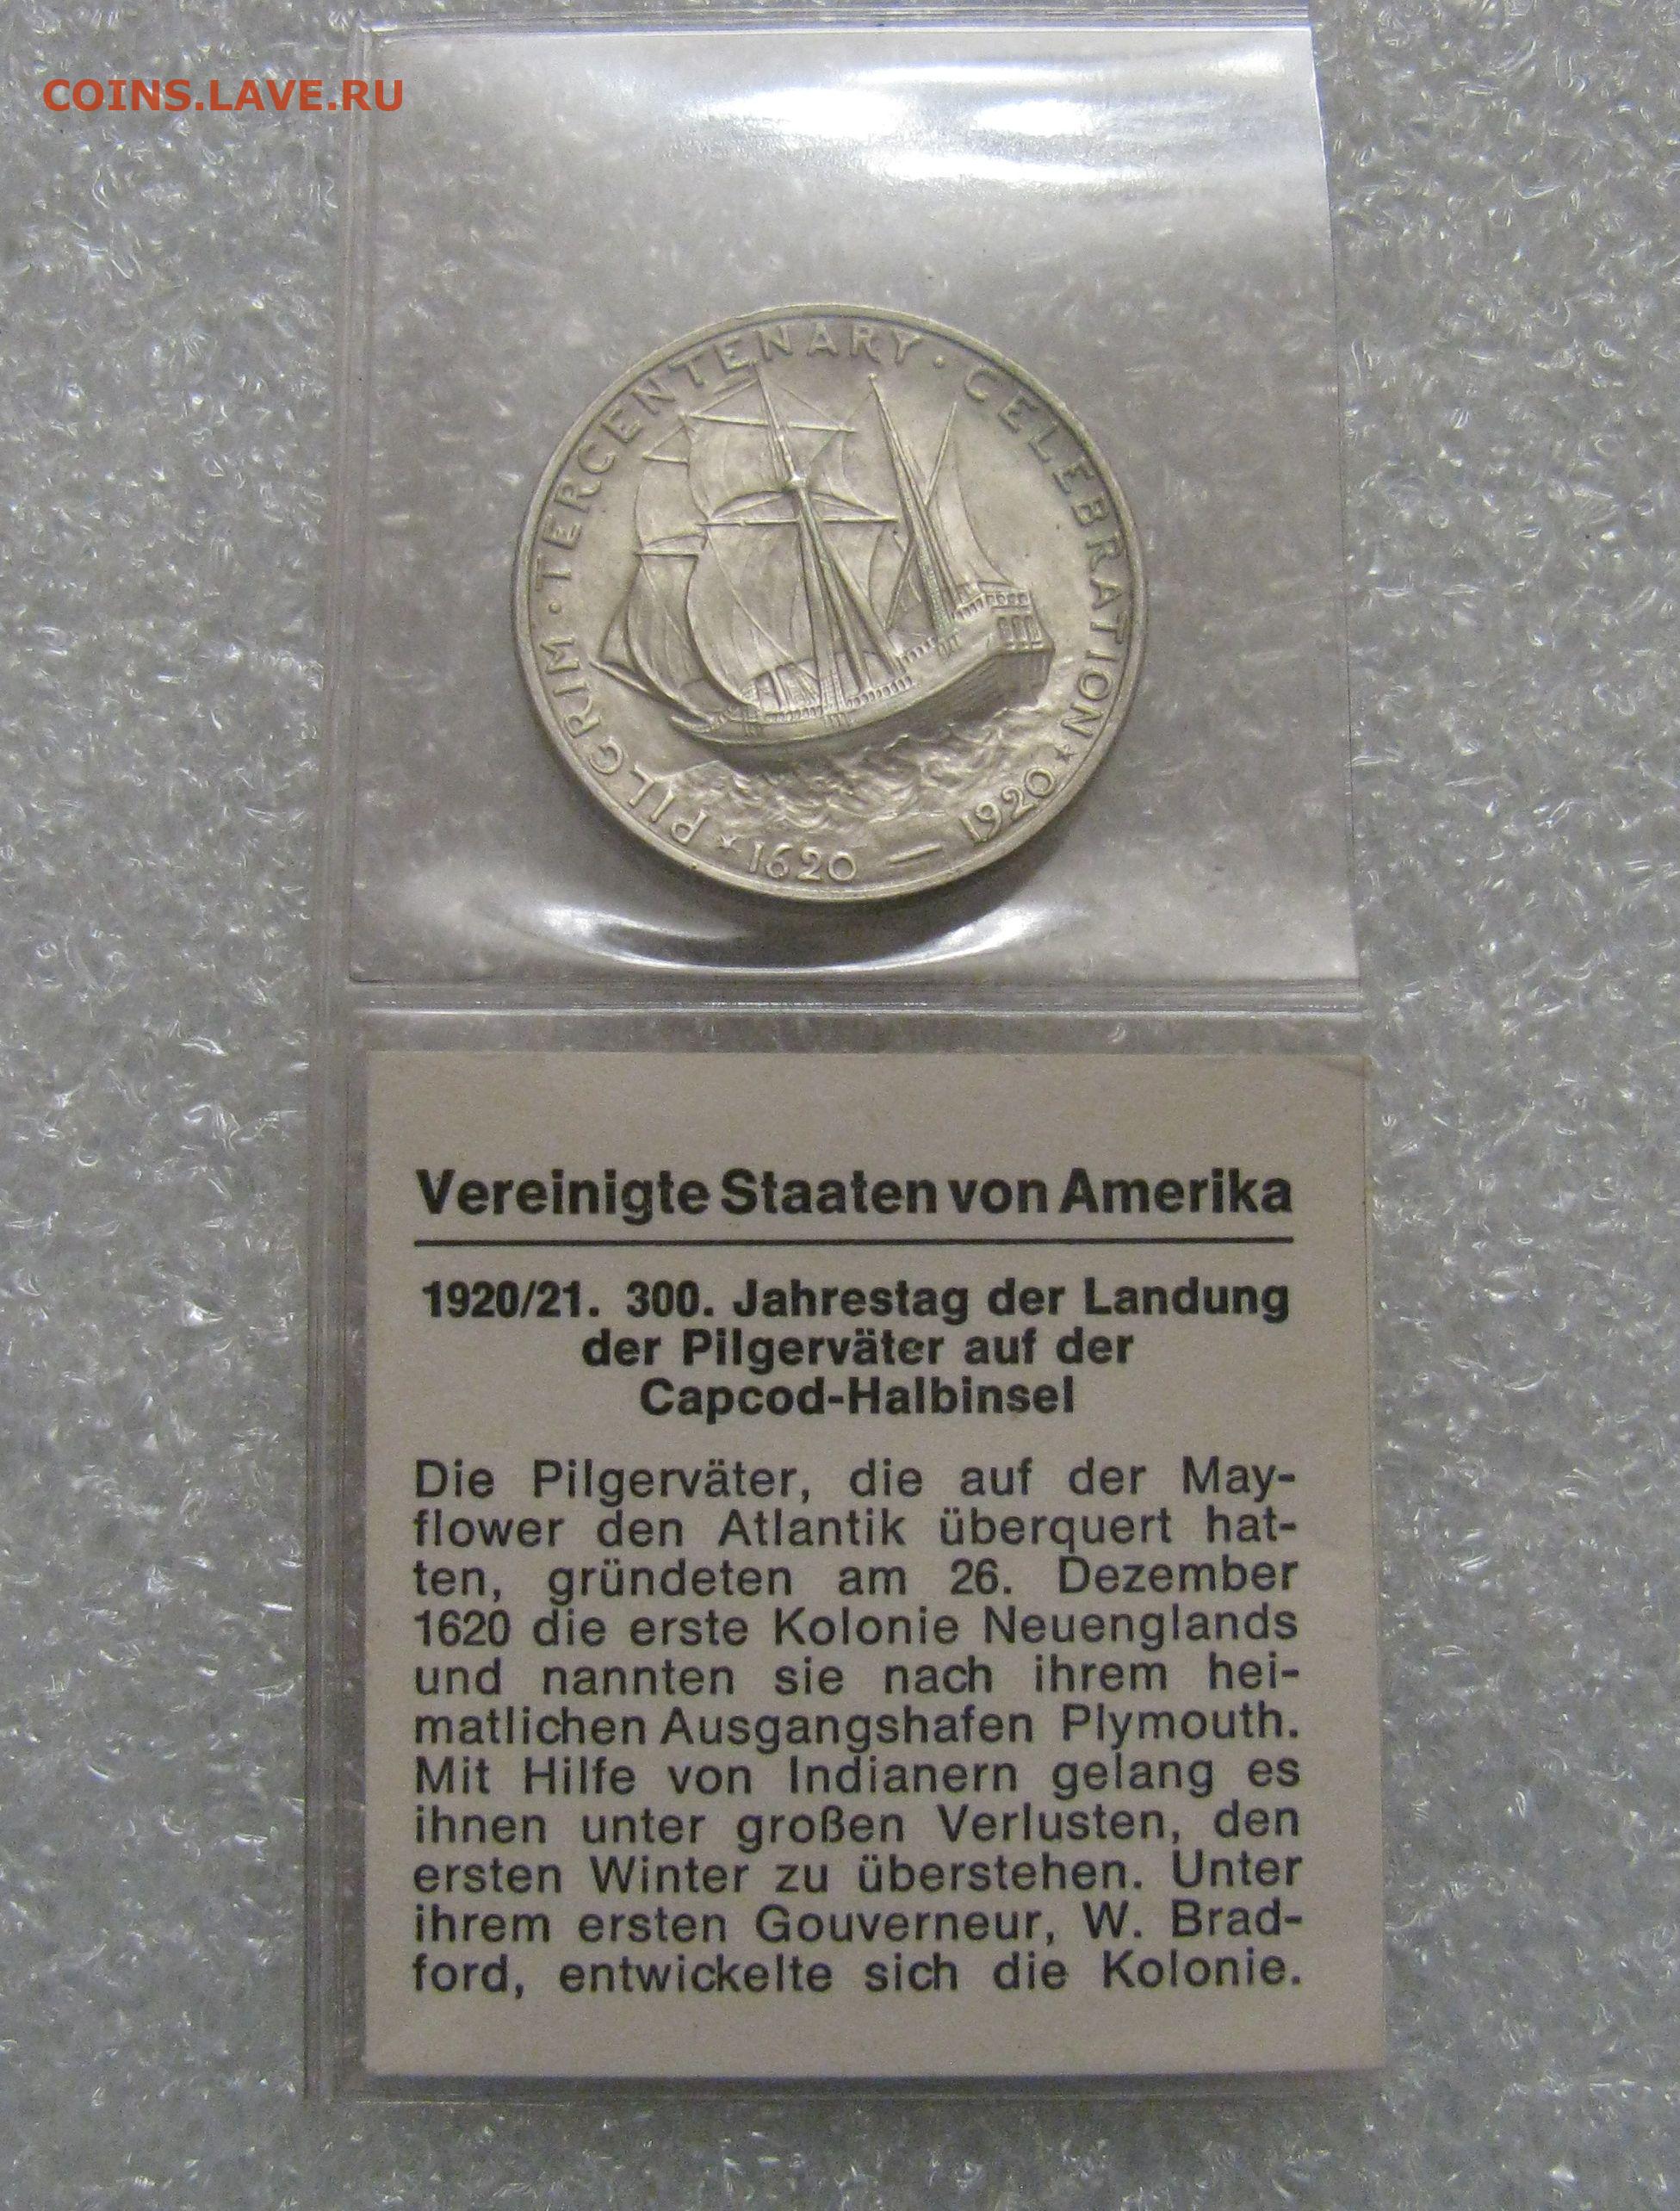 COINS.LAVE.RU
PILGRIM · TERCENTENARY · CELEBRATION
★ 1620 — 1920 ★
Vereinigte Staaten von Amerika
1920/21. 300. Jahrestag der Landung
der Pilgerväter auf der
Capcod-Halbinsel
Die Pilgerväter, die auf der May-
flower den Atlantik überquert hat-
ten, gründeten am 26. Dezember
1620 die erste Kolonie Neuenglands
und nannten sie nach ihrem hei-
matlichen Ausgangshafen Plymouth.
Mit Hilfe von Indianern gelang es
ihnen unter großen Verlusten, den
ersten Winter zu überstehen. Unter
ihrem ersten Gouverneur, W. Brad-
ford, entwickelte sich die Kolonie.